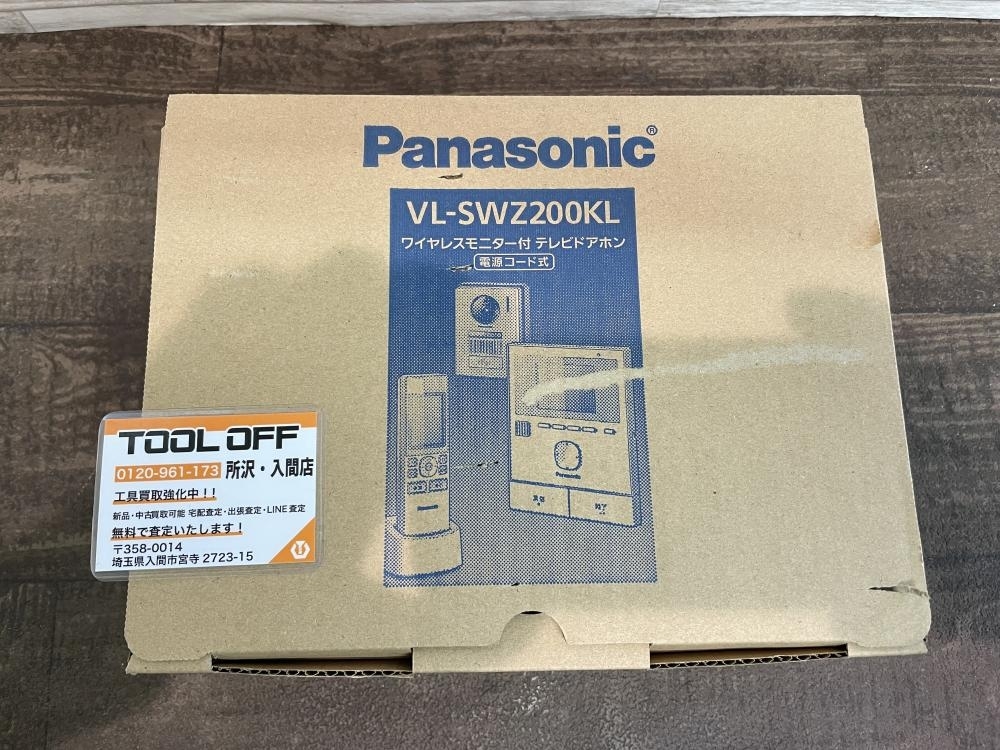 Panasonic®
VL-SWZ200KL
ワイヤレスモニター付 テレビドアホン
電源コード式
Panasonic
TOOL OFF
0120-961-173 所沢・入間店
工具買取強化中!!
新品・中古買取可能 宅配査定・出張査定・LINE査定
無料で査定いたします!
〒358-0014
埼玉県入間市宮寺 2723-15